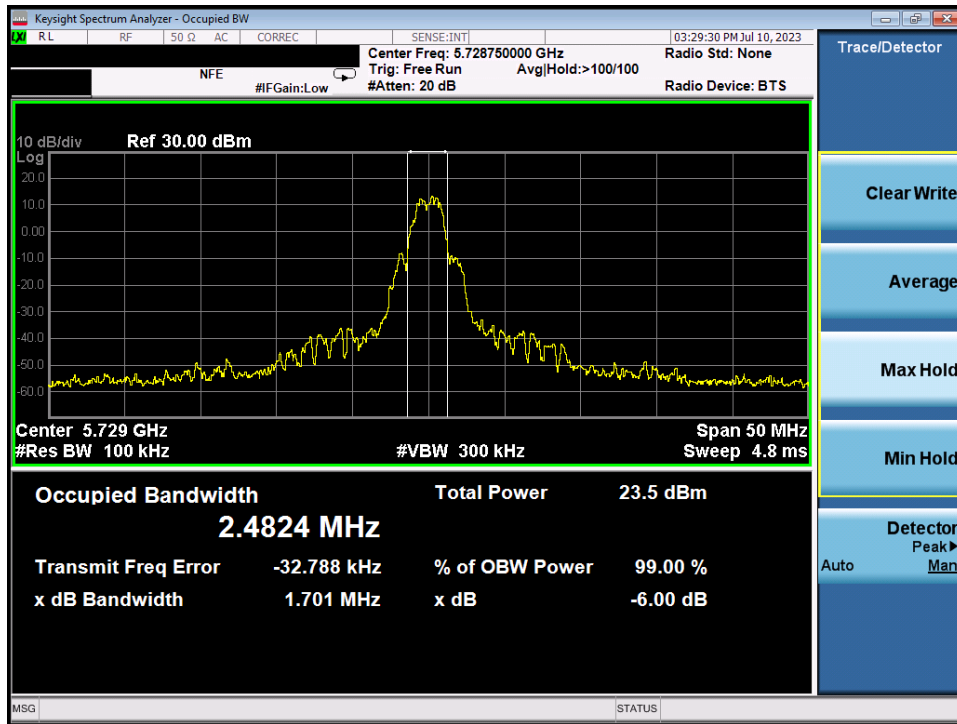 Keysight Spectrum Analyzer - Occupied BW
LXI RL RF 50 Ω AC CORREC SENSE:INT 03:29:30 PM Jul 10, 2023
Center Freq: 5.728750000 GHz Radio Std: None
NFE Trig: Free Run Avg|Hold:>100/100
#IFGain:Low #Atten: 20 dB Radio Device: BTS
Trace/Detector
10 dB/div Ref 30.00 dBm
Log
20.0
10.0
0.00
-10.0
-20.0
-30.0
-40.0
-50.0
-60.0
Center 5.729 GHz Span 50 MHz
#Res BW 100 kHz #VBW 300 kHz Sweep 4.8 ms
Occupied Bandwidth Total Power 23.5 dBm
2.4824 MHz
Transmit Freq Error -32.788 kHz % of OBW Power 99.00 %
x dB Bandwidth 1.701 MHz x dB -6.00 dB
Clear Write
Average
Max Hold
Min Hold
Detector
Peak▶
Auto Man
MSG STATUS